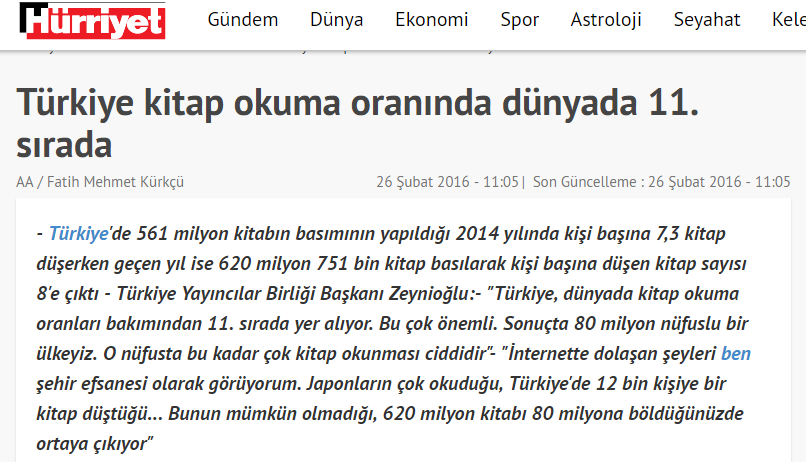 Hürriyet Gündem Dünya Ekonomi Spor Astroloji Seyahat Kele
Türkiye kitap okuma oranında dünyada 11.
sırada
AA / Fatih Mehmet Kürkçü 26 Şubat 2016 - 11:05 | Son Güncelleme : 26 Şubat 2016 - 11:05
- Türkiye'de 561 milyon kitabın basımının yapıldığı 2014 yılında kişi başına 7,3 kitap
düşerken geçen yıl ise 620 milyon 751 bin kitap basılarak kişi başına düşen kitap sayısı
8'e çıktı - Türkiye Yayıncılar Birliği Başkanı Zeynioğlu:- "Türkiye, dünyada kitap okuma
oranları bakımından 11. sırada yer alıyor. Bu çok önemli. Sonuçta 80 milyon nüfuslu bir
ülkeyiz. O nüfusta bu kadar çok kitap okunması ciddidir"- "İnternette dolaşan şeyleri ben
şehir efsanesi olarak görüyorum. Japonların çok okuduğu, Türkiye'de 12 bin kişiye bir
kitap düştüğü... Bunun mümkün olmadığı, 620 milyon kitabı 80 milyona böldüğünüzde
ortaya çıkıyor"